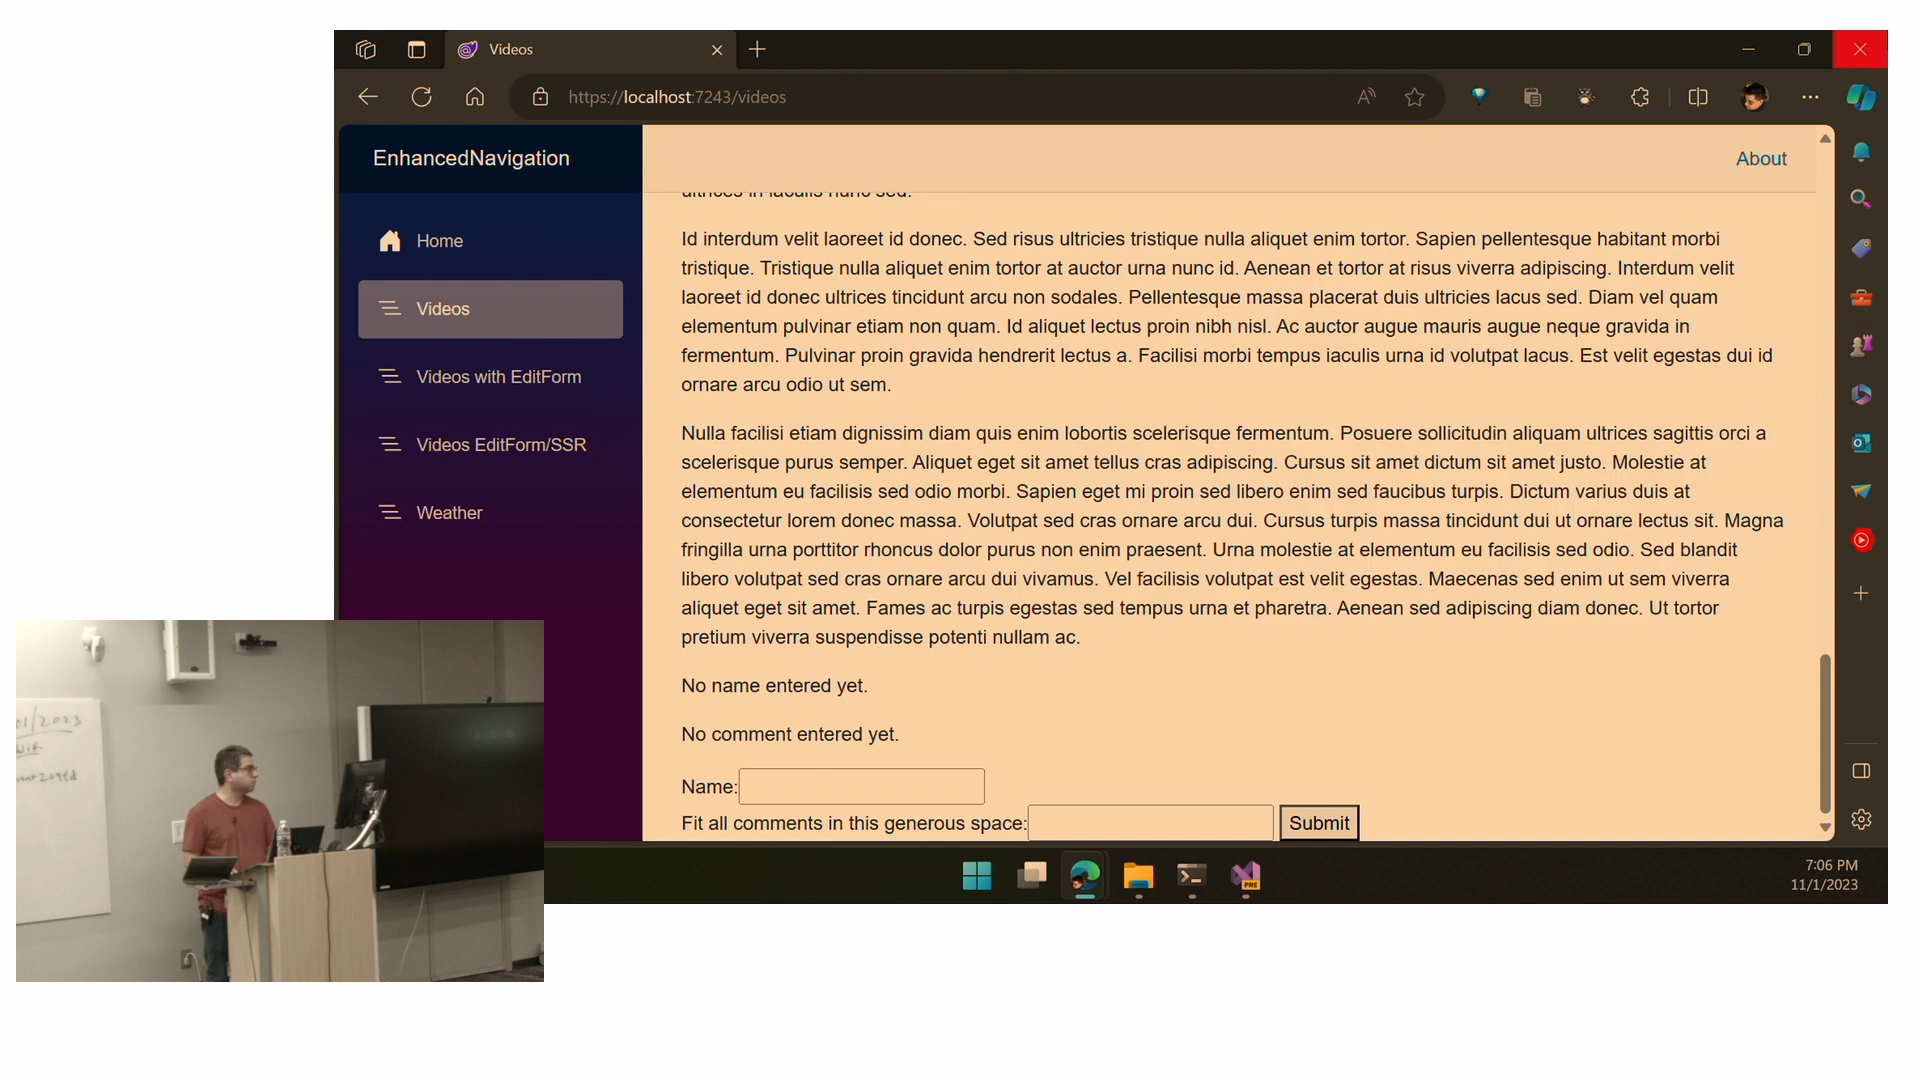 Videos
https://localhost:7243/videos
EnhancedNavigation
About
Home
Videos
Videos with EditForm
Videos EditForm/SSR
Weather
ultrices in iaculis nunc sed.
Id interdum velit laoreet id donec. Sed risus ultricies tristique nulla aliquet enim tortor. Sapien pellentesque habitant morbi
tristique. Tristique nulla aliquet enim tortor at auctor urna nunc id. Aenean et tortor at risus viverra adipiscing. Interdum velit
laoreet id donec ultrices tincidunt arcu non sodales. Pellentesque massa placerat duis ultricies lacus sed. Diam vel quam
elementum pulvinar etiam non quam. Id aliquet lectus proin nibh nisl. Ac auctor augue mauris augue neque gravida in
fermentum. Pulvinar proin gravida hendrerit lectus a. Facilisi morbi tempus iaculis urna id volutpat lacus. Est velit egestas dui id
ornare arcu odio ut sem.
Nulla facilisi etiam dignissim diam quis enim lobortis scelerisque fermentum. Posuere sollicitudin aliquam ultrices sagittis orci a
scelerisque purus semper. Aliquet eget sit amet tellus cras adipiscing. Cursus sit amet dictum sit amet justo. Molestie at
elementum eu facilisis sed odio morbi. Sapien eget mi proin sed libero enim sed faucibus turpis. Dictum varius duis at
consectetur lorem donec massa. Volutpat sed cras ornare arcu dui. Cursus turpis massa tincidunt dui ut ornare lectus sit. Magna
fringilla urna porttitor rhoncus dolor purus non enim praesent. Urna molestie at elementum eu facilisis sed odio. Sed blandit
libero volutpat sed cras ornare arcu dui vivamus. Vel facilisis volutpat est velit egestas. Maecenas sed enim ut sem viverra
aliquet eget sit amet. Fames ac turpis egestas sed tempus urna et pharetra. Aenean sed adipiscing diam donec. Ut tortor
pretium viverra suspendisse potenti nullam ac.
No name entered yet.
No comment entered yet.
Name:
Fit all comments in this generous space:
Submit
PRE
7:06 PM
11/1/2023
01/2023